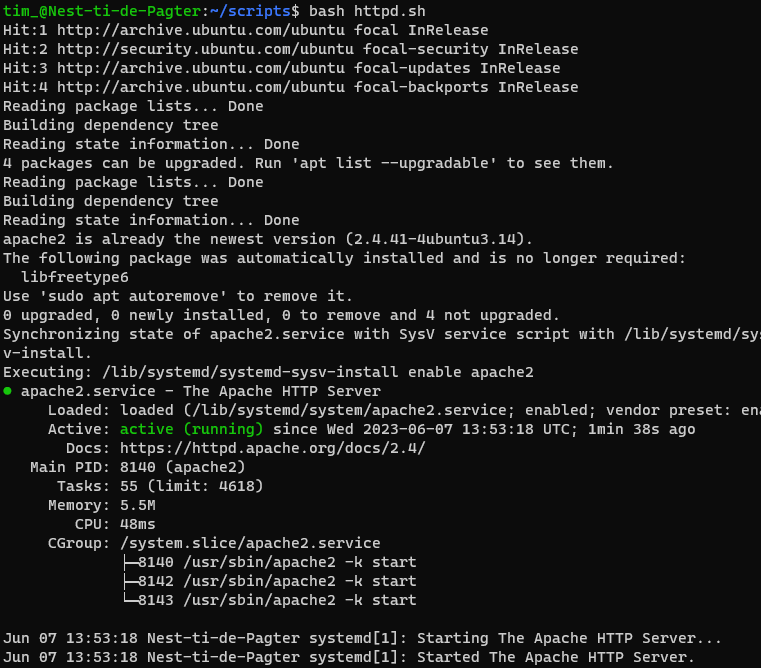 tim_@Nest-ti-de-Pagter:~/scripts$ bash httpd.sh
Hit:1 http://archive.ubuntu.com/ubuntu focal InRelease
Hit:2 http://security.ubuntu.com/ubuntu focal-security InRelease
Hit:3 http://archive.ubuntu.com/ubuntu focal-updates InRelease
Hit:4 http://archive.ubuntu.com/ubuntu focal-backports InRelease
Reading package lists... Done
Building dependency tree
Reading state information... Done
4 packages can be upgraded. Run 'apt list --upgradable' to see them.
Reading package lists... Done
Building dependency tree
Reading state information... Done
apache2 is already the newest version (2.4.41-4ubuntu3.14).
The following package was automatically installed and is no longer required:
  libfreetype6
Use 'sudo apt autoremove' to remove it.
0 upgraded, 0 newly installed, 0 to remove and 4 not upgraded.
Synchronizing state of apache2.service with SysV service script with /lib/systemd/sys
v-install.
Executing: /lib/systemd/systemd-sysv-install enable apache2
● apache2.service - The Apache HTTP Server
     Loaded: loaded (/lib/systemd/system/apache2.service; enabled; vendor preset: ena
     Active: active (running) since Wed 2023-06-07 13:53:18 UTC; 1min 38s ago
       Docs: https://httpd.apache.org/docs/2.4/
   Main PID: 8140 (apache2)
      Tasks: 55 (limit: 4618)
     Memory: 5.5M
        CPU: 48ms
     CGroup: /system.slice/apache2.service
             ├─8140 /usr/sbin/apache2 -k start
             ├─8142 /usr/sbin/apache2 -k start
             └─8143 /usr/sbin/apache2 -k start

Jun 07 13:53:18 Nest-ti-de-Pagter systemd[1]: Starting The Apache HTTP Server...
Jun 07 13:53:18 Nest-ti-de-Pagter systemd[1]: Started The Apache HTTP Server.